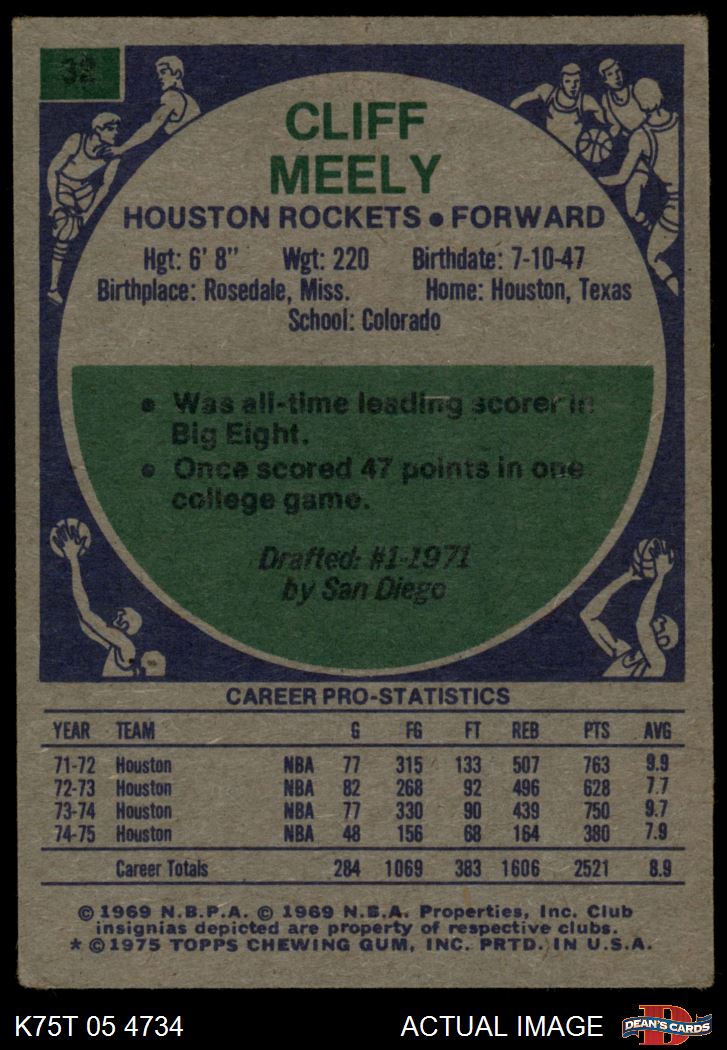 32
CLIFF
MEELY
HOUSTON ROCKETS • FORWARD
Hgt: 6' 8" Wgt: 220 Birthdate: 7-10-47
Birthplace: Rosedale, Miss. Home: Houston, Texas
School: Colorado
• Was all-time leading scorer in
Big Eight.
• Once scored 47 points in one
college game.
Drafted: #1-1971
by San Diego
CAREER PRO-STATISTICS
YEAR TEAM G FG FT REB PTS AVG
71-72 Houston NBA 77 315 133 507 763 9.9
72-73 Houston NBA 82 268 92 496 628 7.7
73-74 Houston NBA 77 330 90 439 750 9.7
74-75 Houston NBA 48 156 68 164 380 7.9
Career Totals 284 1069 383 1606 2521 8.9
© 1969 N.B.P.A. © 1969 N.B.A. Properties, Inc. Club
insignias depicted are property of respective clubs.
* © 1975 TOPPS CHEWING GUM, INC. PRTD. IN U.S.A.
K75T 05 4734 ACTUAL IMAGE D DEAN'S CARDS